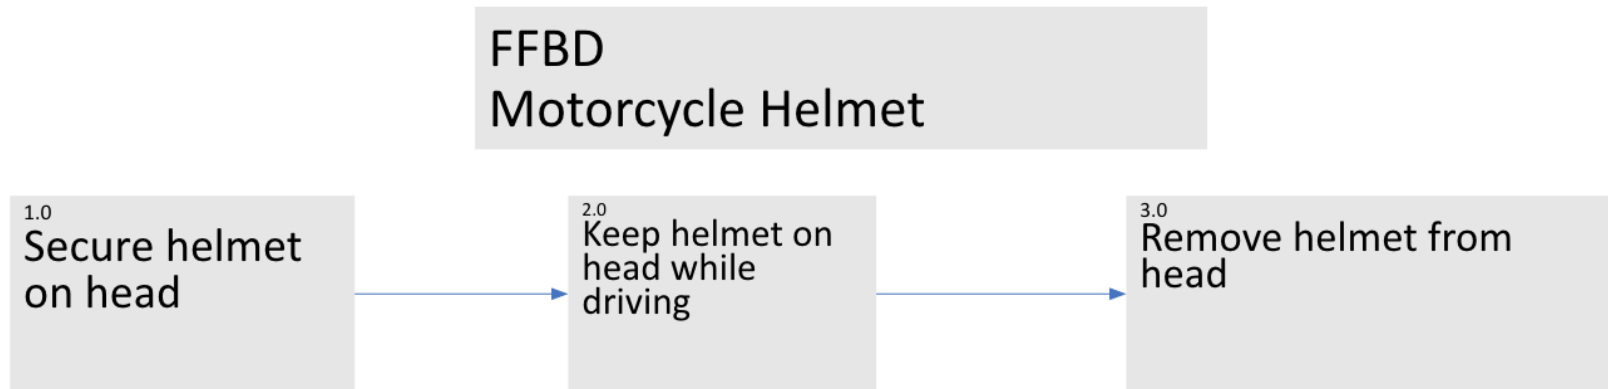 FFBD
Motorcycle Helmet
1.0
Secure helmet
on head
2.0
Keep helmet on
head while
driving
3.0
Remove helmet from
head